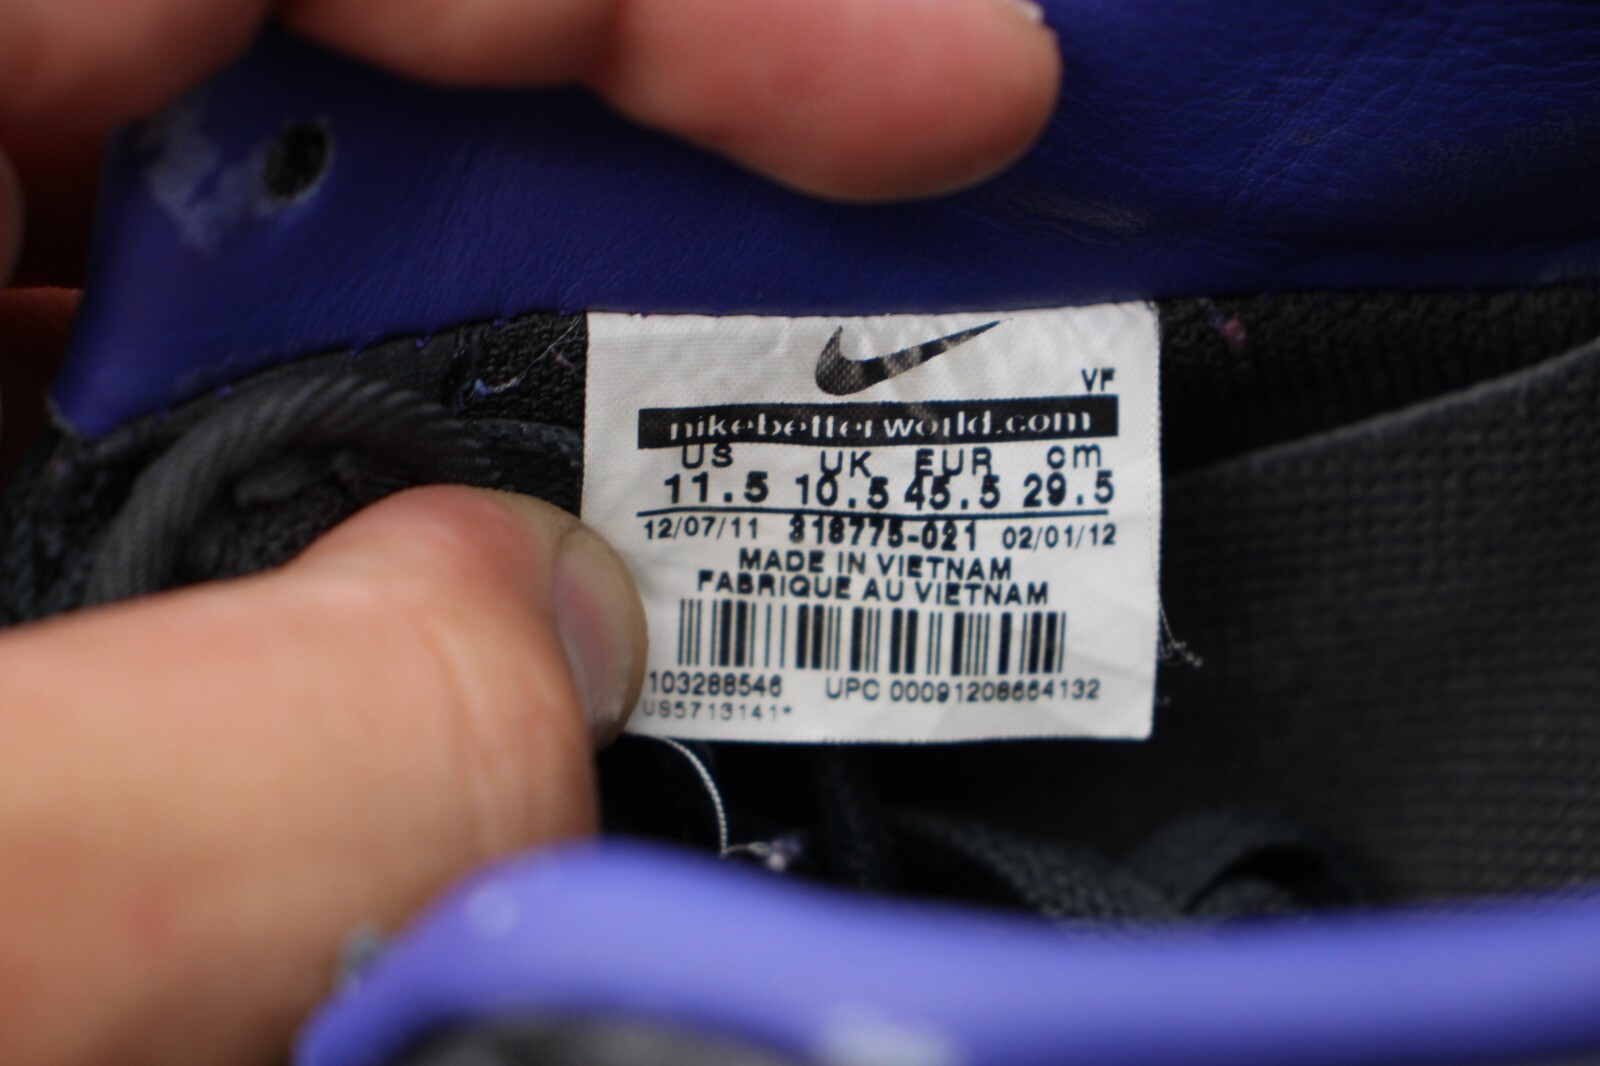 VF
nikebetterworld.com
US UK EUR cm
11.5 10.5 45.5 29.5
12/07/11 318775-021 02/01/12
MADE IN VIETNAM
FABRIQUE AU VIETNAM
103288546 UPC 00091208664132
US5713141*